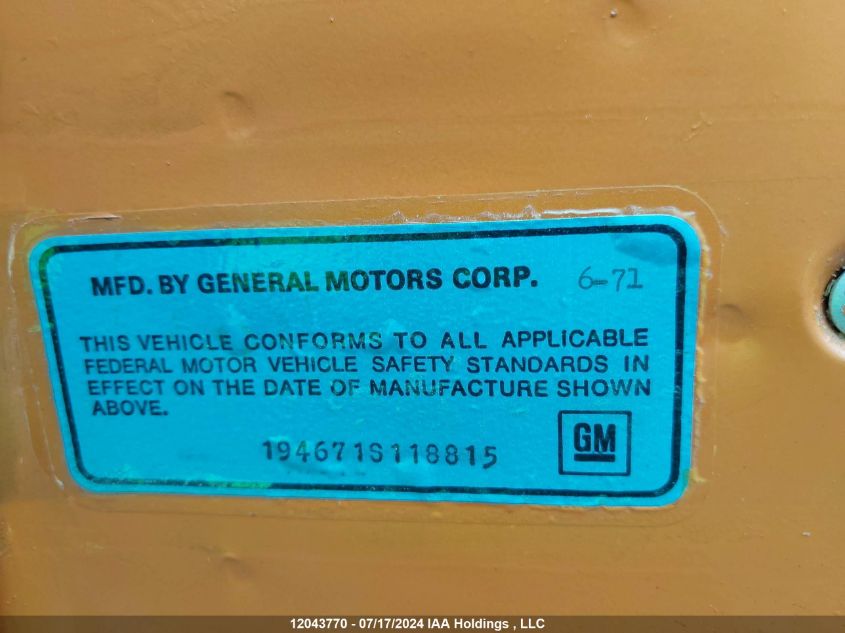 MFD. BY GENERAL MOTORS CORP. 6-71
THIS VEHICLE CONFORMS TO ALL APPLICABLE
FEDERAL MOTOR VEHICLE SAFETY STANDARDS IN
EFFECT ON THE DATE OF MANUFACTURE SHOWN
ABOVE.
194671S118815
GM
12043770 - 07/17/2024 IAA Holdings , LLC